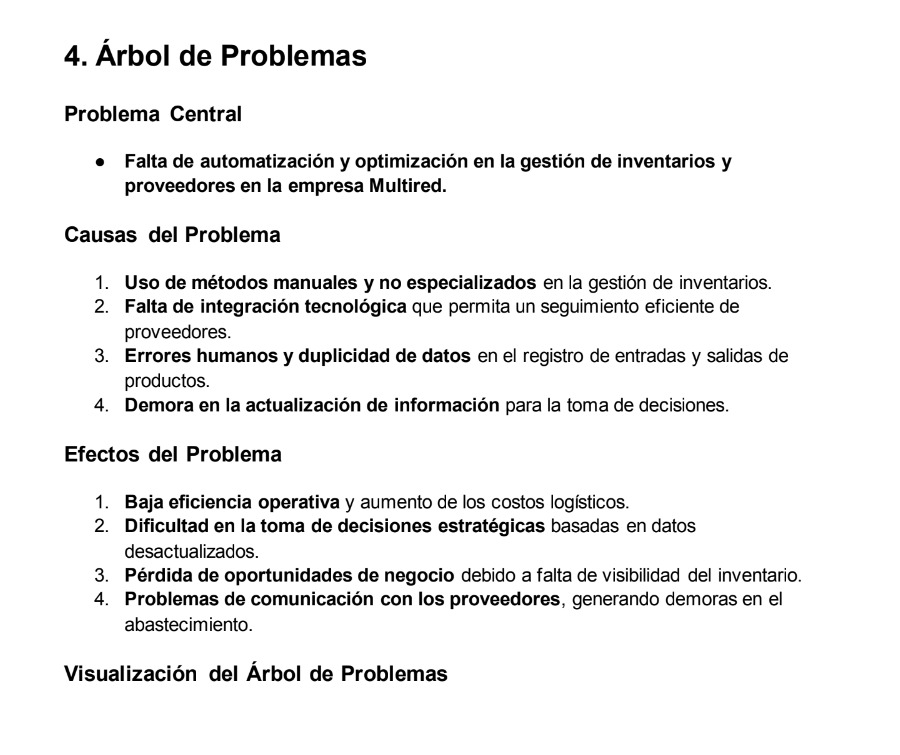 4. Árbol de Problemas
Problema Central
● Falta de automatización y optimización en la gestión de inventarios y
proveedores en la empresa Multired.
Causas del Problema
1. Uso de métodos manuales y no especializados en la gestión de inventarios.
2. Falta de integración tecnológica que permita un seguimiento eficiente de
proveedores.
3. Errores humanos y duplicidad de datos en el registro de entradas y salidas de
productos.
4. Demora en la actualización de información para la toma de decisiones.
Efectos del Problema
1. Baja eficiencia operativa y aumento de los costos logísticos.
2. Dificultad en la toma de decisiones estratégicas basadas en datos
desactualizados.
3. Pérdida de oportunidades de negocio debido a falta de visibilidad del inventario.
4. Problemas de comunicación con los proveedores, generando demoras en el
abastecimiento.
Visualización del Árbol de Problemas